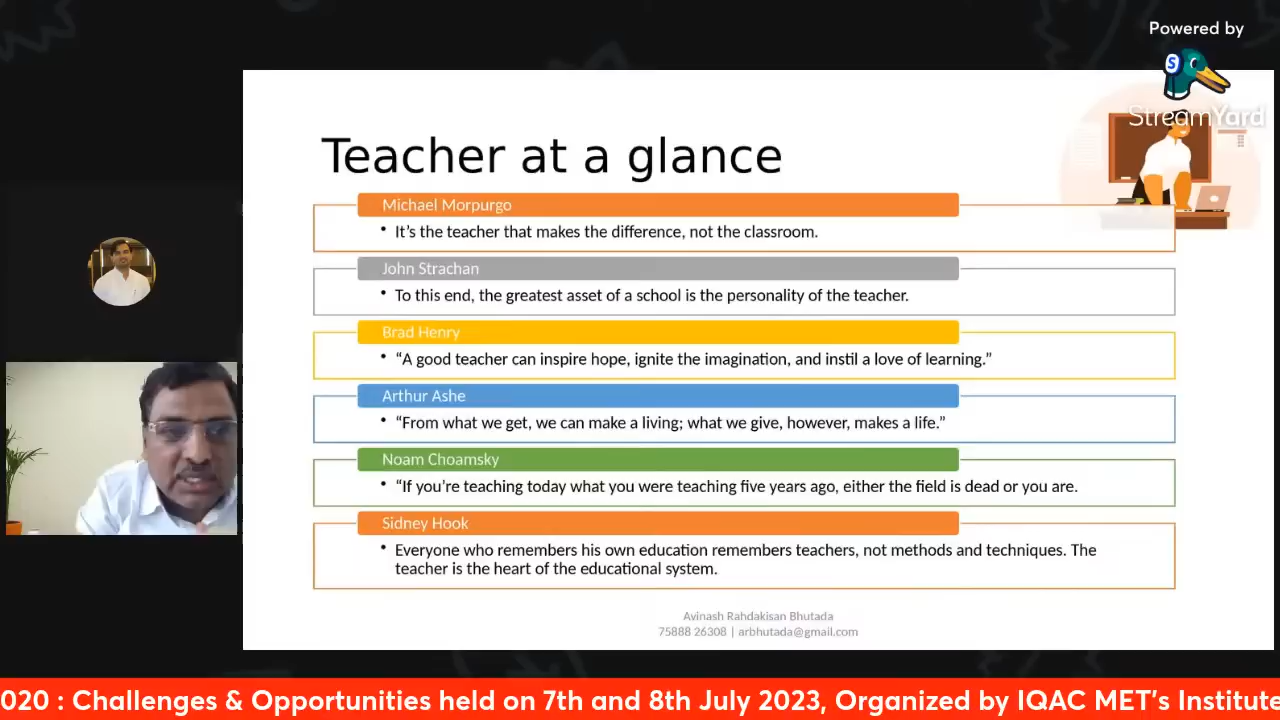 Powered by
StreamYard
Teacher at a glance
Michael Morpurgo
• It’s the teacher that makes the difference, not the classroom.
John Strachan
• To this end, the greatest asset of a school is the personality of the teacher.
Brad Henry
• “A good teacher can inspire hope, ignite the imagination, and instil a love of learning.”
Arthur Ashe
• “From what we get, we can make a living; what we give, however, makes a life.”
Noam Choamsky
• “If you’re teaching today what you were teaching five years ago, either the field is dead or you are.
Sidney Hook
• Everyone who remembers his own education remembers teachers, not methods and techniques. The
teacher is the heart of the educational system.
Avinash Rahdakisan Bhutada
75888 26308 | arbhutada@gmail.com
020 : Challenges & Opportunities held on 7th and 8th July 2023, Organized by IQAC MET's Institute